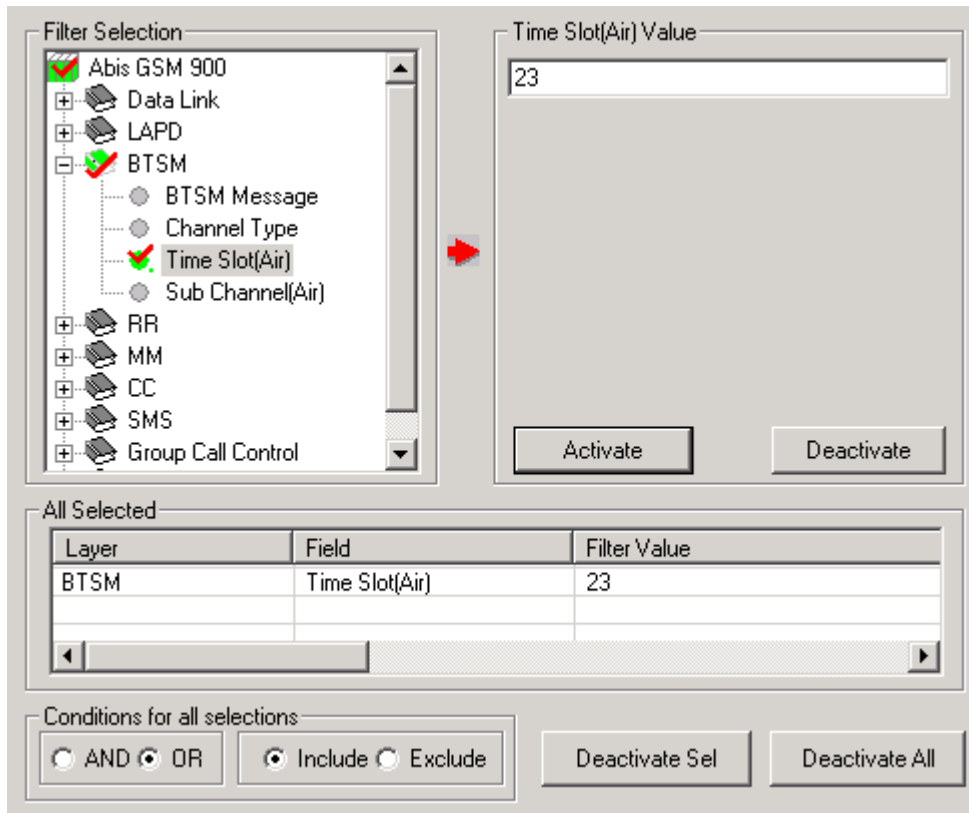 Filter Selection
Abis GSM 900
Data Link
LAPD
BTSM
BTSM Message
Channel Type
Time Slot(Air)
Sub Channel(Air)
RR
MM
CC
SMS
Group Call Control
Time Slot(Air) Value
23
Activate
Deactivate
All Selected
Layer Field Filter Value
BTSM Time Slot(Air) 23
Conditions for all selections
AND OR Include Exclude
Deactivate Sel
Deactivate All